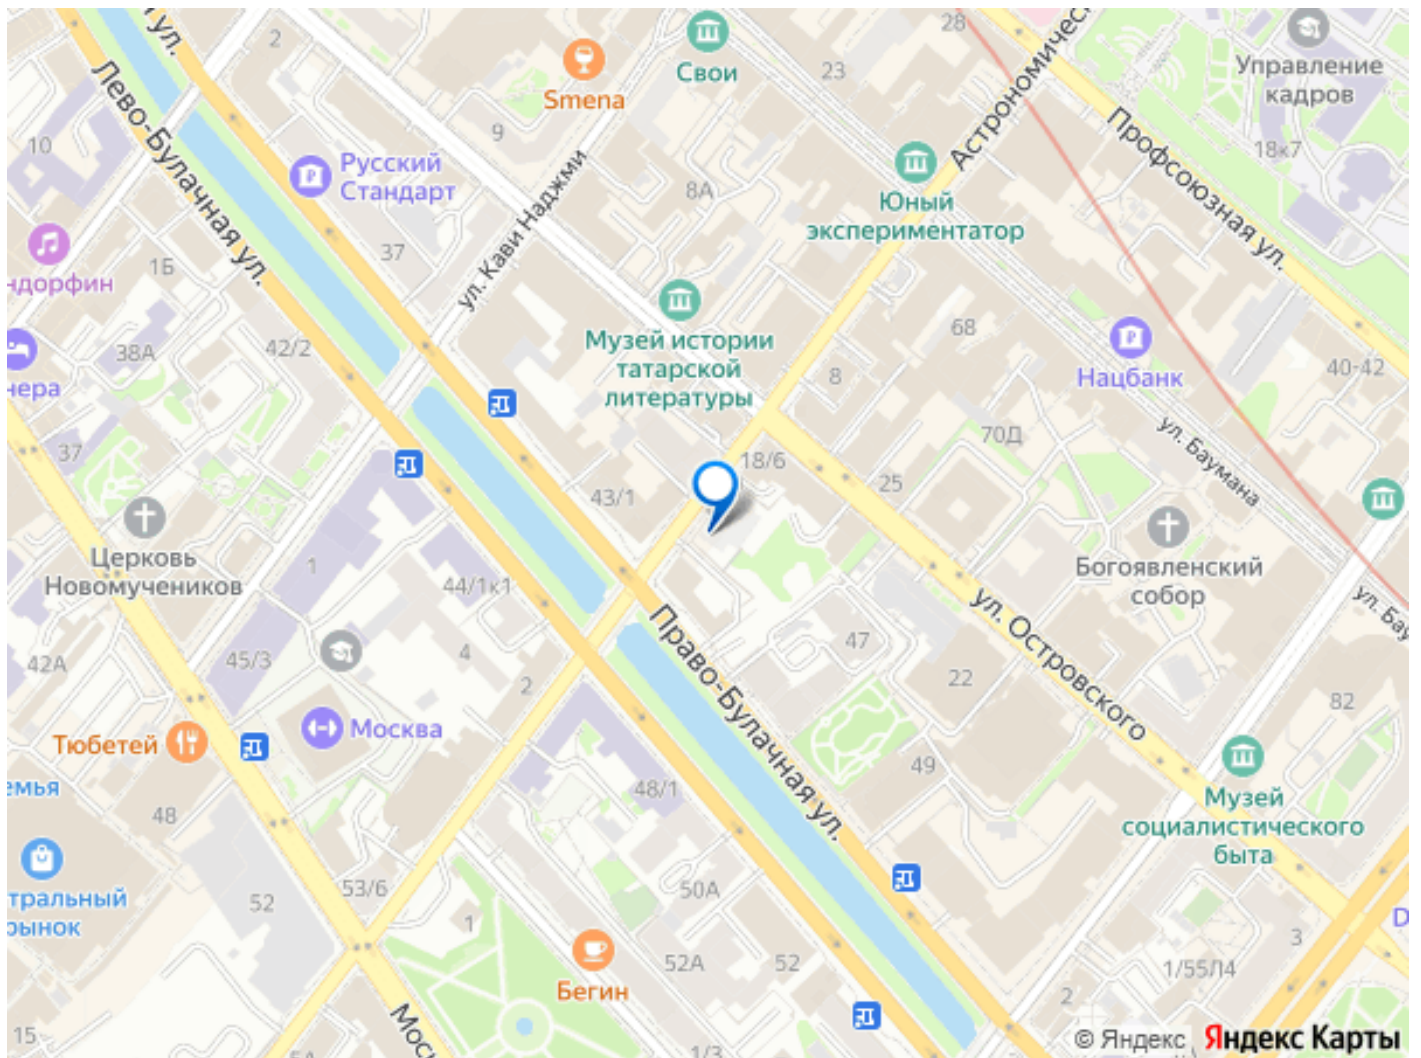 ул.
2
28
Свои
23
Smena
Управление
кадров
Лево-Булачная ул.
Астрономическ
Профсоюзная ул.
10
9
18к7
Русский
Стандарт
8А
Юный
экспериментатор
ул. Кави Наджми
37
1Б
ндорфин
Музей истории
татарской
литературы
68
42/2
38А
8
Нацбанк
40-42
нера
37
70Д
ул. Баумана
18/6
25
43/1
Церковь
Новомучеников
1
44/1к1
Богоявленский
собор
ул. Бау
Право-Булачная ул.
ул. Островского
42А
45/3
4
47
2
22
82
Москва
Тюбетей
49
емья
48
48/1
Музей
социалистического
быта
53/6
50А
тральный
рынок
52
1
D
3
52А
52
1/55Л4
Бегин
2
15
Мос
5А
1/3
© Яндекс Яндекс Карты